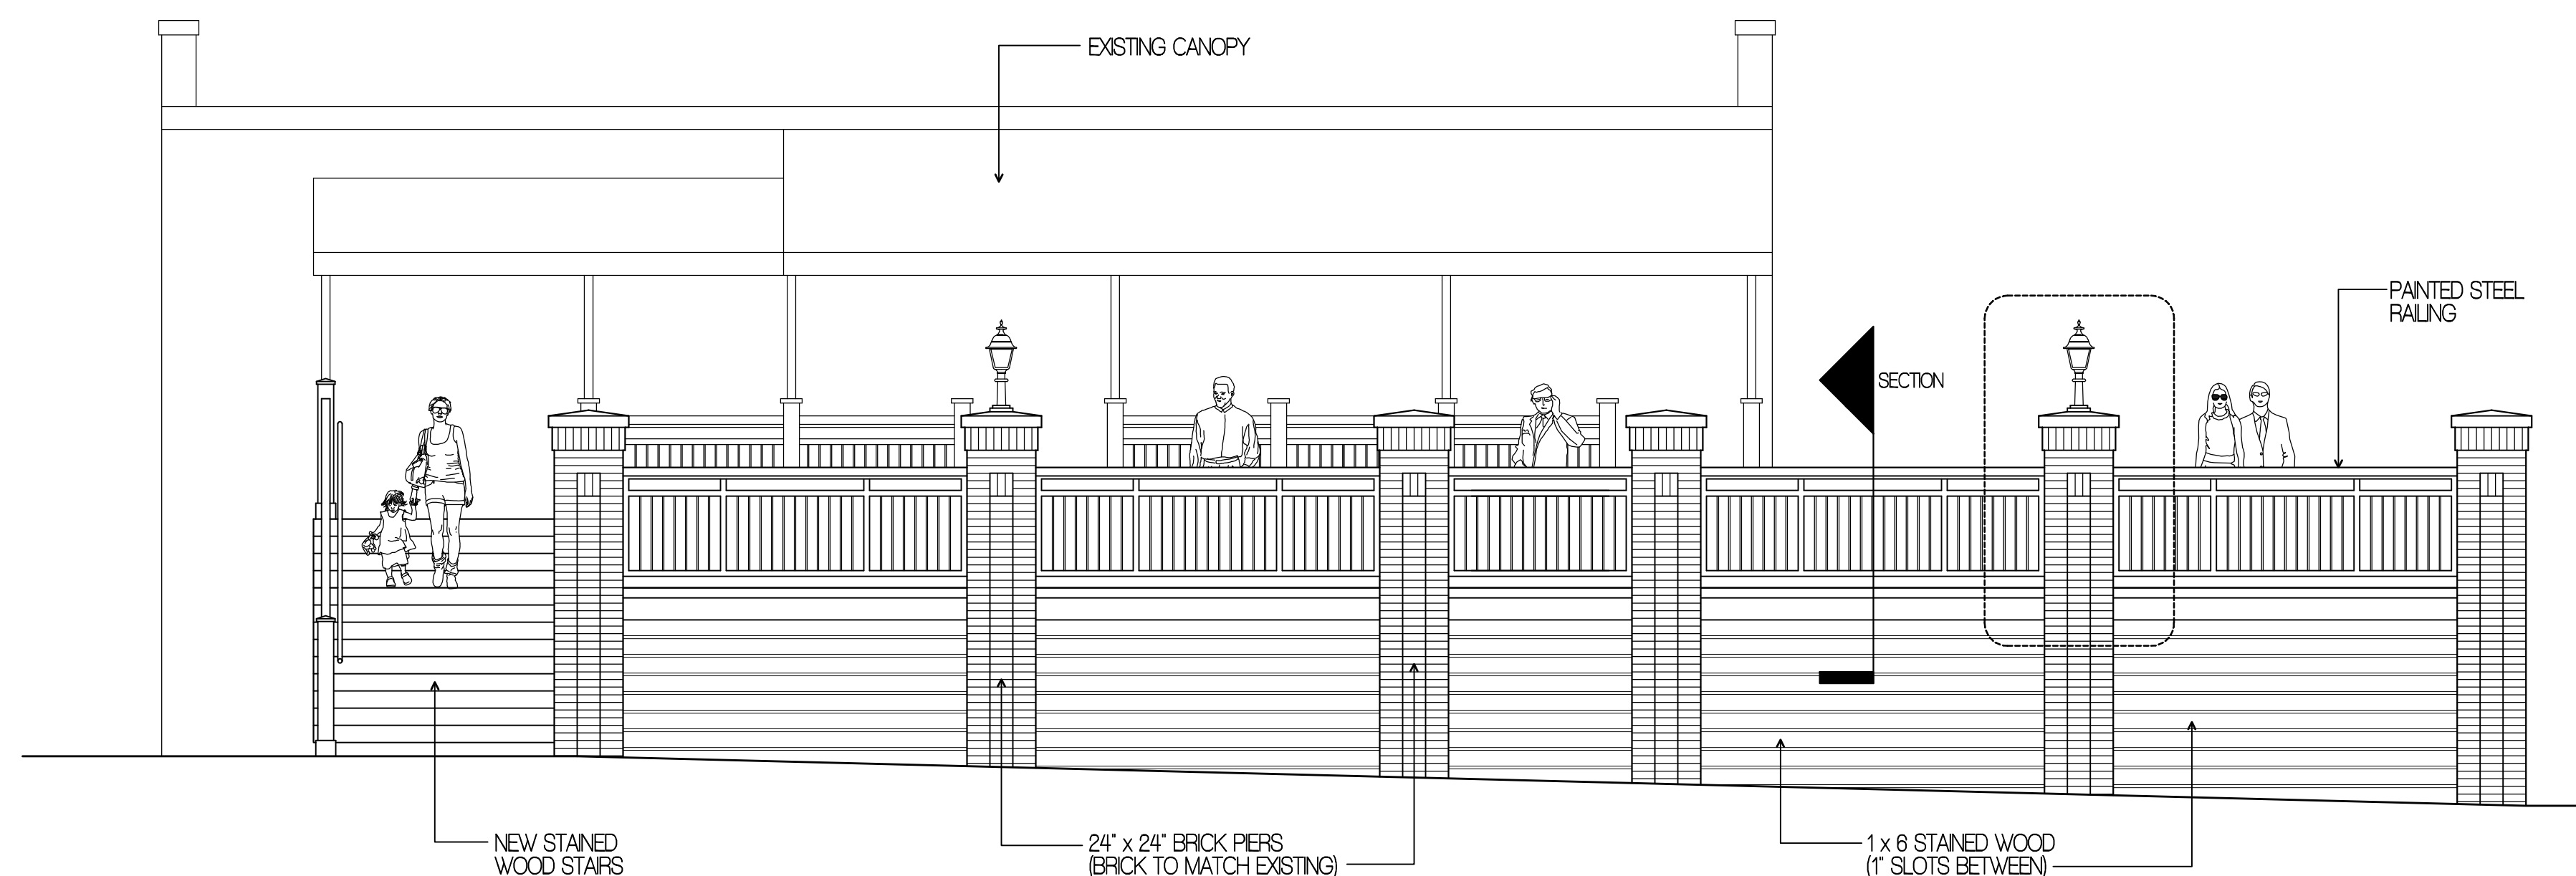 EXISTING CANOPY
PAINTED STEEL
RAILING
SECTION
NEW STAINED
WOOD STAIRS
24" x 24" BRICK PIERS
(BRICK TO MATCH EXISTING)
1 x 6 STAINED WOOD
(1" SLOTS BETWEEN)